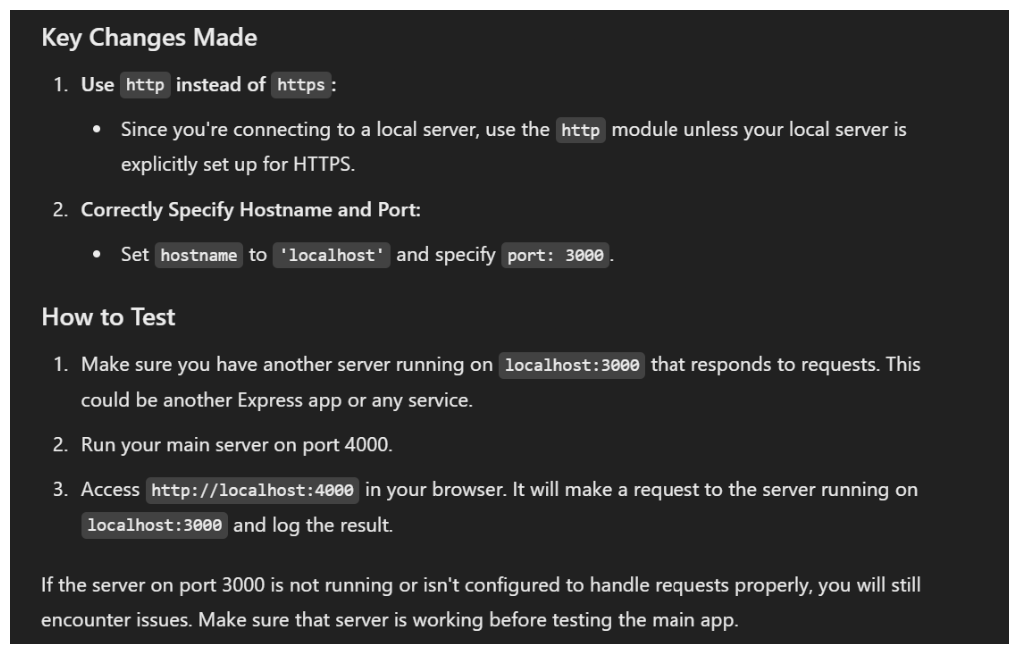 Key Changes Made
1. Use http instead of https:
• Since you're connecting to a local server, use the http module unless your local server is
explicitly set up for HTTPS.
2. Correctly Specify Hostname and Port:
• Set hostname to 'localhost' and specify port: 3000.
How to Test
1. Make sure you have another server running on localhost:3000 that responds to requests. This
could be another Express app or any service.
2. Run your main server on port 4000.
3. Access http://localhost:4000 in your browser. It will make a request to the server running on
localhost:3000 and log the result.
If the server on port 3000 is not running or isn't configured to handle requests properly, you will still
encounter issues. Make sure that server is working before testing the main app.